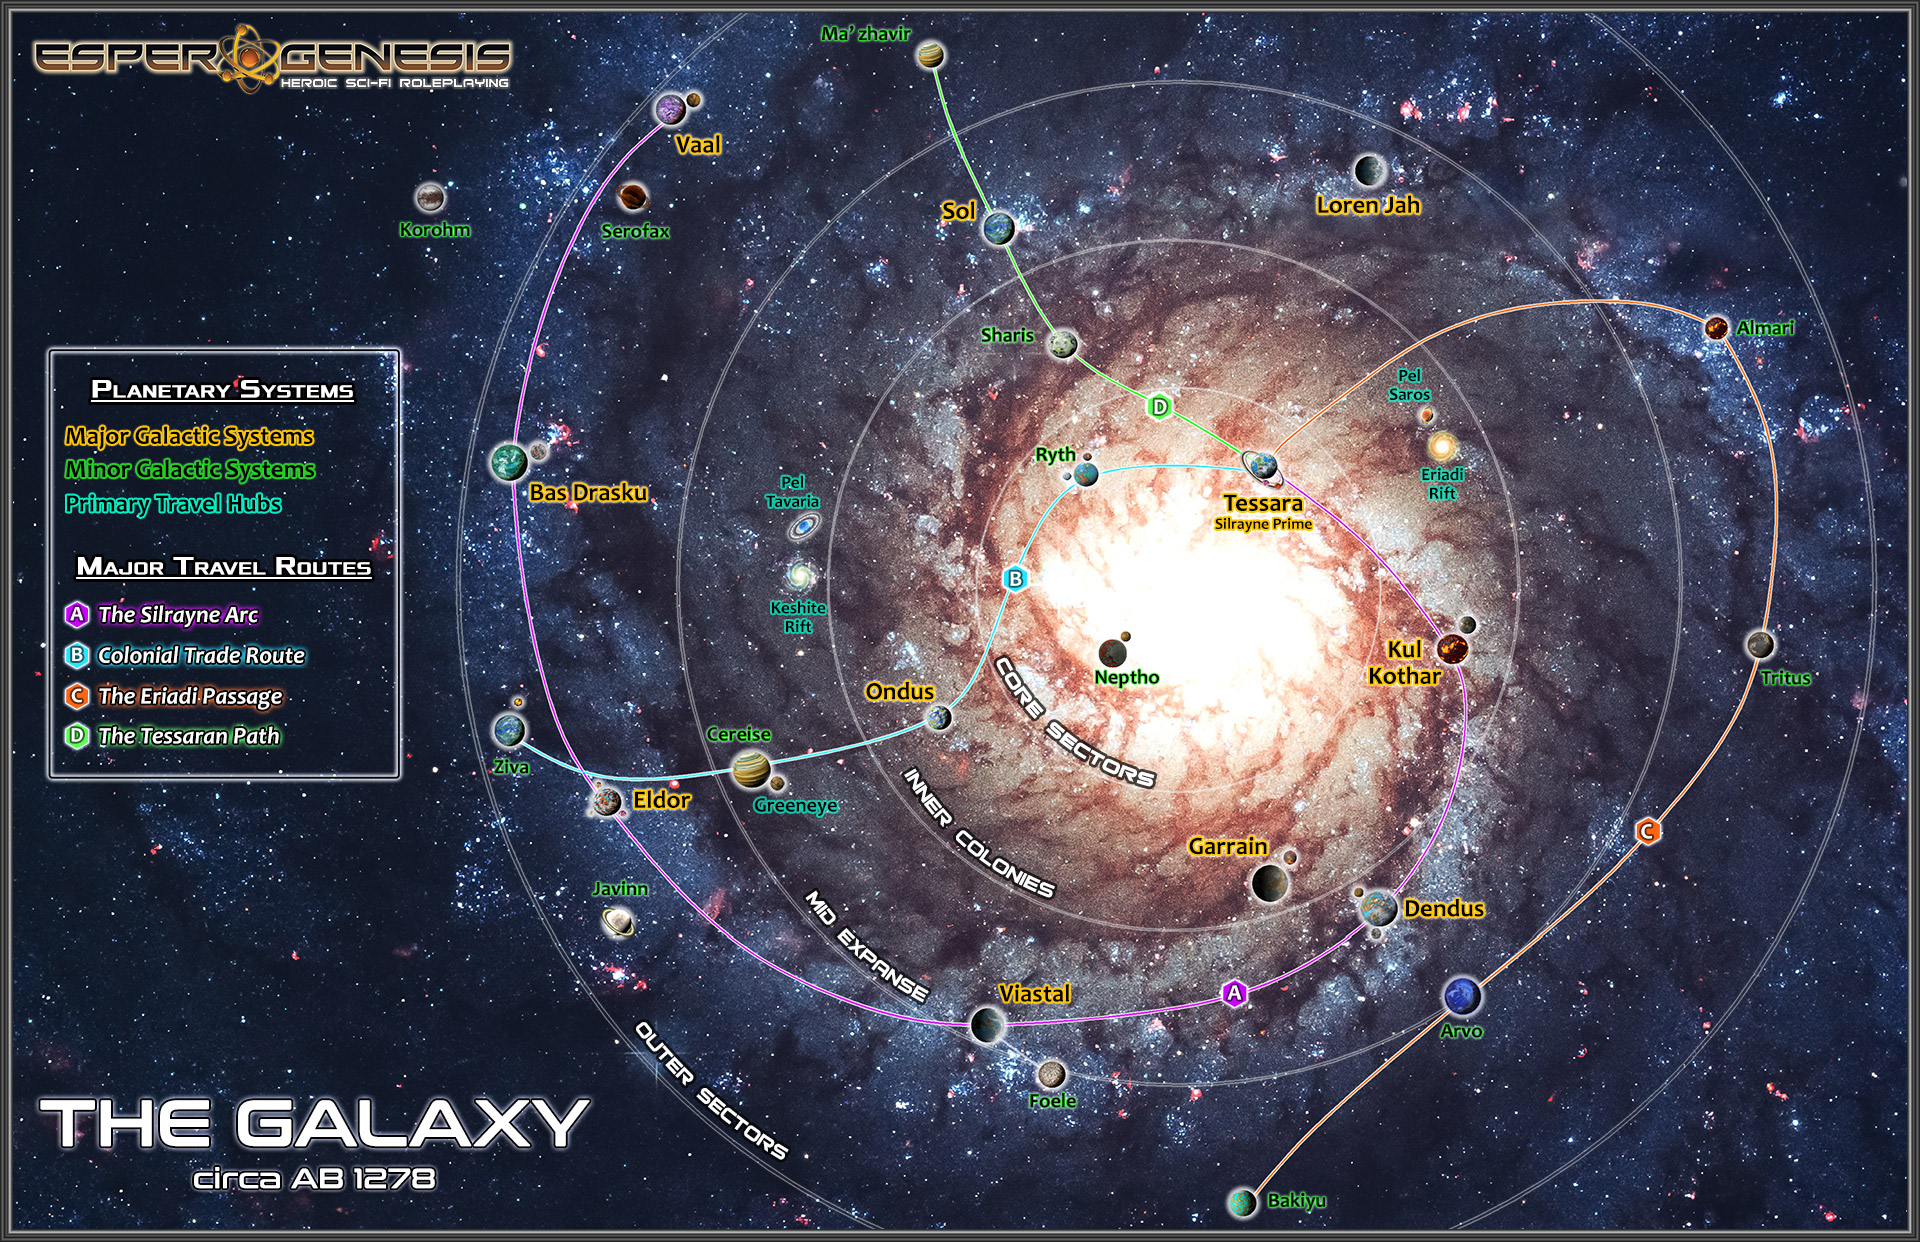 ESPER GENESIS
HEROIC SCI-FI ROLEPLAYING
Ma' zhavir
Vaal
Korohm
Serofax
Sol
Loren Jah
Sharis
Almari
Pel
Saros
D
Ryth
Eriadi
Rift
Tessara
Silrayne Prime
Bas Drasku
Pel
Tavaria
PLANETARY SYSTEMS
Major Galactic Systems
Minor Galactic Systems
Primary Travel Hubs
MAJOR TRAVEL ROUTES
A The Silrayne Arc
B Colonial Trade Route
C The Eriadi Passage
D The Tessaran Path
B
Keshite
Rift
Kul
Kothar
Neptho
Tritus
Ondus
CORE SECTORS
Cereise
Ziva
Eldor
Greeneye
INNER COLONIES
C
Garrain
Javinn
Dendus
MID EXPANSE
Viastal
A
Arvo
OUTER SECTORS
Foele
Bakiyu
THE GALAXY
circa AB 1278